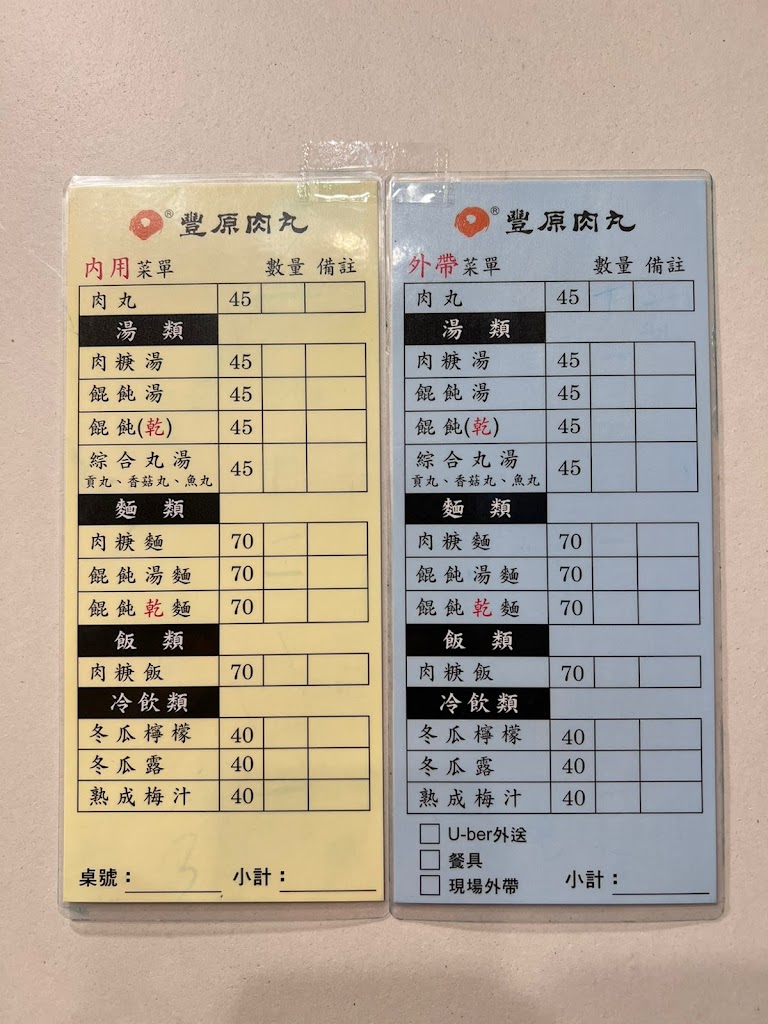 ® 豐原肉丸
內用菜單 數量 備註
肉丸 45
湯類
肉糖湯 45
餛飩湯 45
餛飩(乾) 45
綜合丸湯 45
貢丸、香菇丸、魚丸
麵類
肉糖麵 70
餛飩湯麵 70
餛飩乾麵 70
飯類
肉糖飯 70
冷飲類
冬瓜檸檬 40
冬瓜露 40
熟成梅汁 40
桌號： 3 小計：
® 豐原肉丸
外帶菜單 數量 備註
肉丸 45
湯類
肉糖湯 45
餛飩湯 45
餛飩(乾) 45
綜合丸湯 45
貢丸、香菇丸、魚丸
麵類
肉糖麵 70
餛飩湯麵 70
餛飩乾麵 70
飯類
肉糖飯 70
冷飲類
冬瓜檸檬 40
冬瓜露 40
熟成梅汁 40
U-ber外送
餐具
現場外帶 小計：